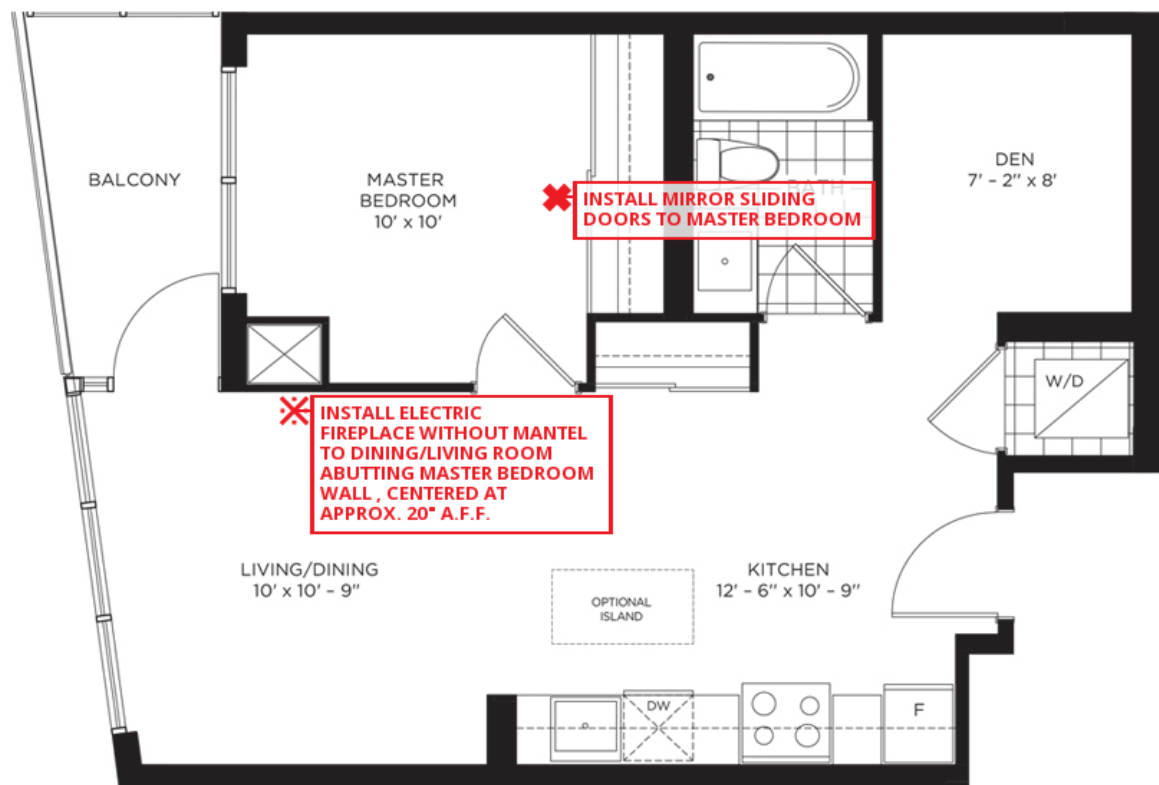 BALCONY
MASTER
BEDROOM
10' x 10'
BATH
INSTALL MIRROR SLIDING
DOORS TO MASTER BEDROOM
DEN
7' - 2" x 8'
W/D
INSTALL ELECTRIC
FIREPLACE WITHOUT MANTEL
TO DINING/LIVING ROOM
ABUTTING MASTER BEDROOM
WALL , CENTERED AT
APPROX. 20" A.F.F.
LIVING/DINING
10' x 10' - 9"
OPTIONAL
ISLAND
KITCHEN
12' - 6" x 10' - 9"
DW
F